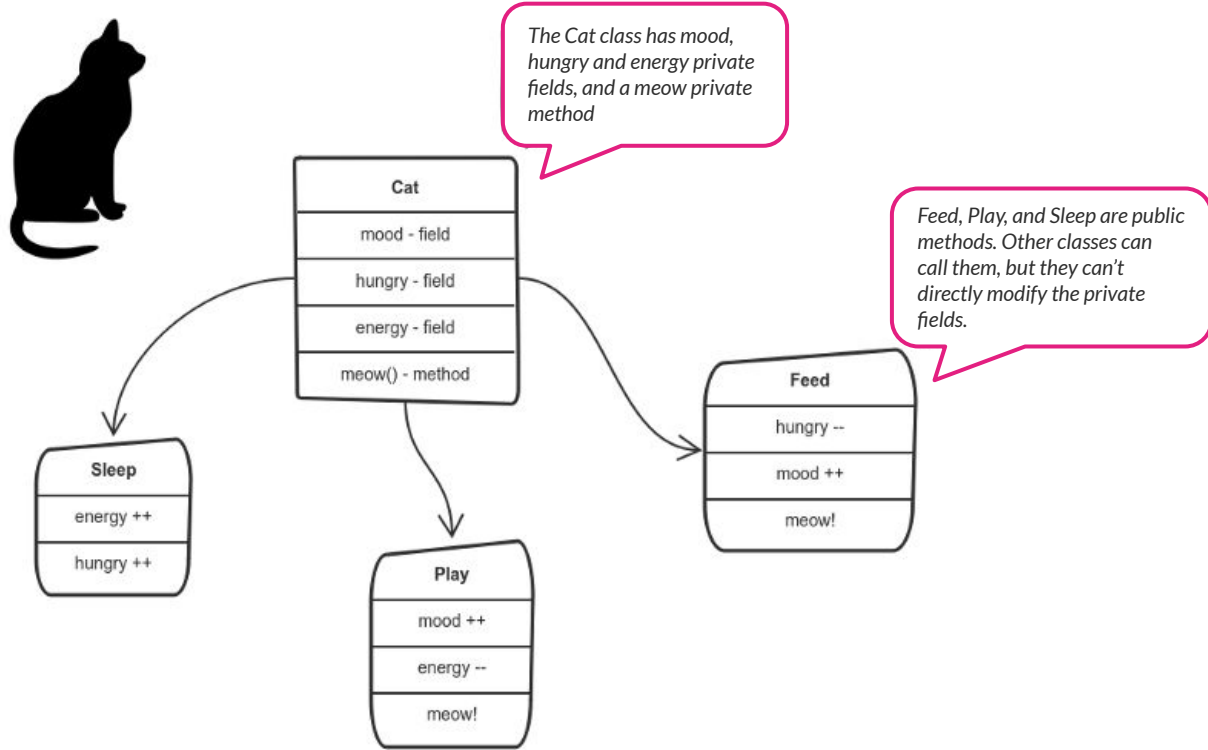 The Cat class has mood,
hungry and energy private
fields, and a meow private
method
Cat
mood - field
hungry - field
energy - field
meow() - method
Feed, Play, and Sleep are public
methods. Other classes can
call them, but they can’t
directly modify the private
fields.
Sleep
energy ++
hungry ++
Play
mood ++
energy --
meow!
Feed
hungry --
mood ++
meow!